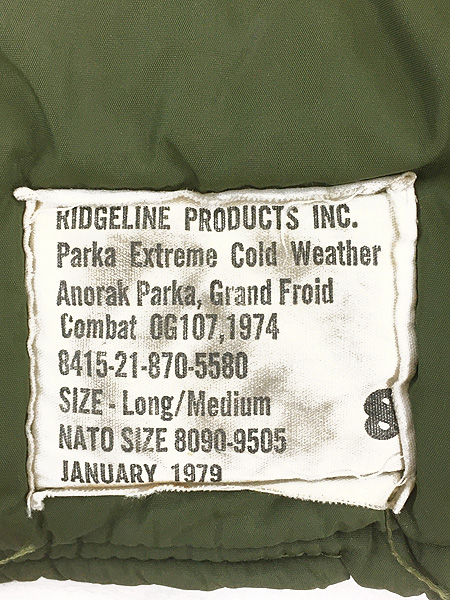 RIDGELINE PRODUCTS INC.
Parka Extreme Cold Weather
Anorak Parka, Grand Froid
Combat OG107,1974
8415-21-870-5580
SIZE - Long/Medium
NATO SIZE 8090-9505
JANUARY 1979
8